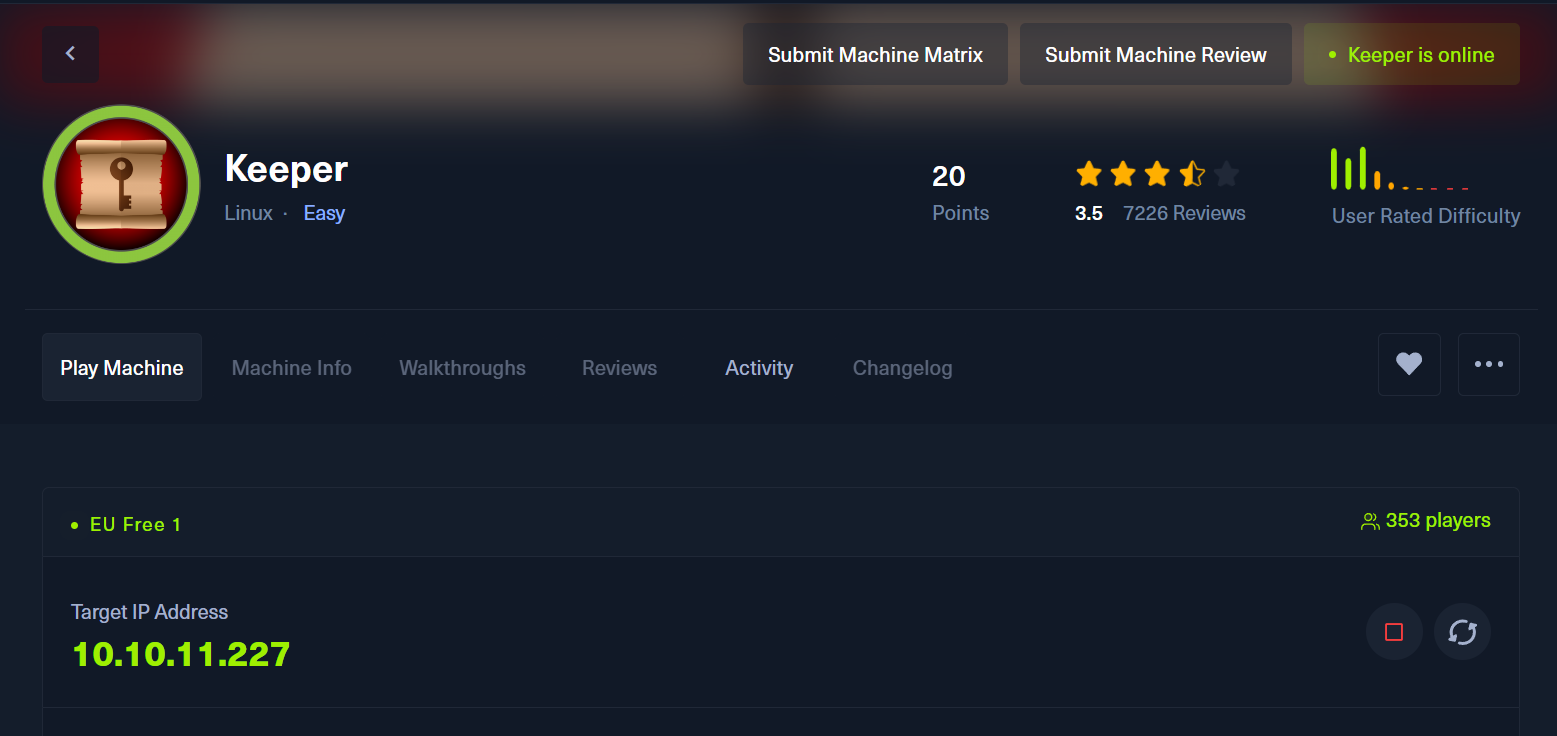 Submit Machine Matrix
Submit Machine Review
Keeper is online
Keeper
Linux · Easy
20
Points
3.5 7226 Reviews
User Rated Difficulty
Play Machine
Machine Info
Walkthroughs
Reviews
Activity
Changelog
EU Free 1
353 players
Target IP Address
10.10.11.227